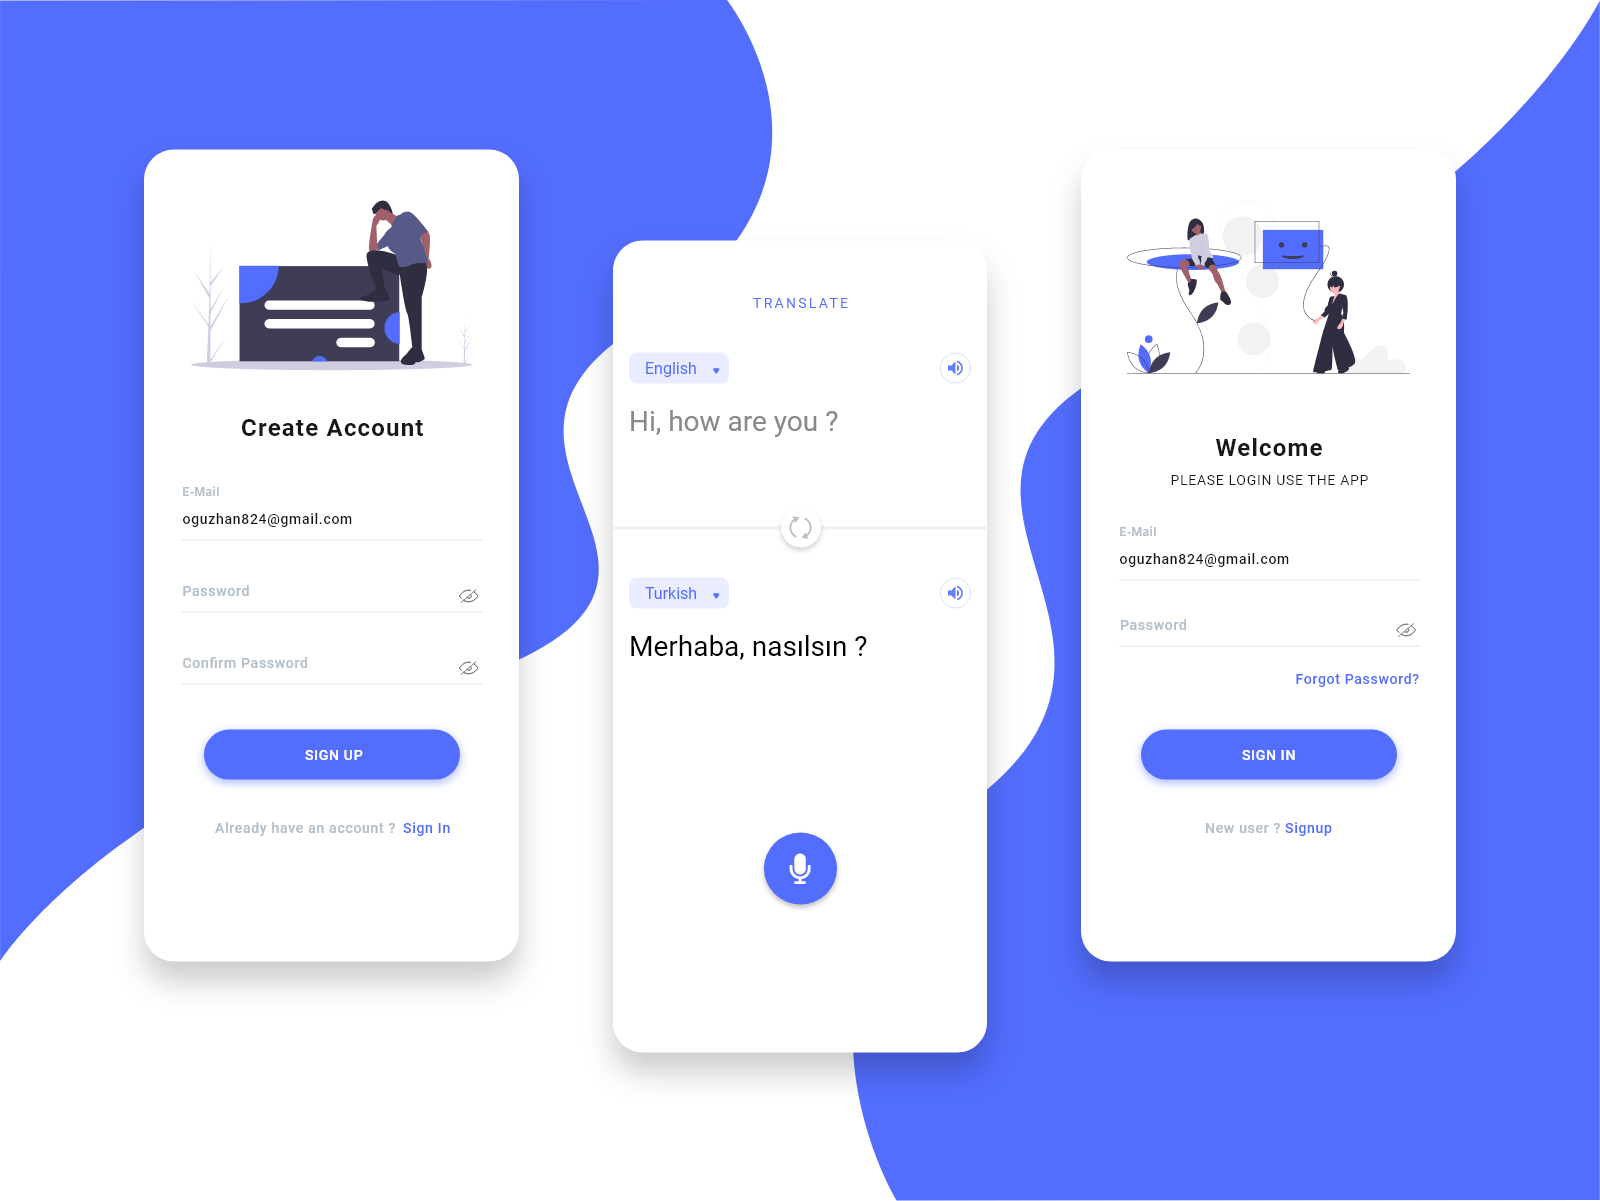 Create Account
E-Mail
oguzhan824@gmail.com
Password
Confirm Password
SIGN UP
Already have an account ? Sign In
TRANSLATE
English
Hi, how are you ?
Turkish
Merhaba, nasılsın ?
Welcome
PLEASE LOGIN USE THE APP
E-Mail
oguzhan824@gmail.com
Password
Forgot Password?
SIGN IN
New user ? Signup